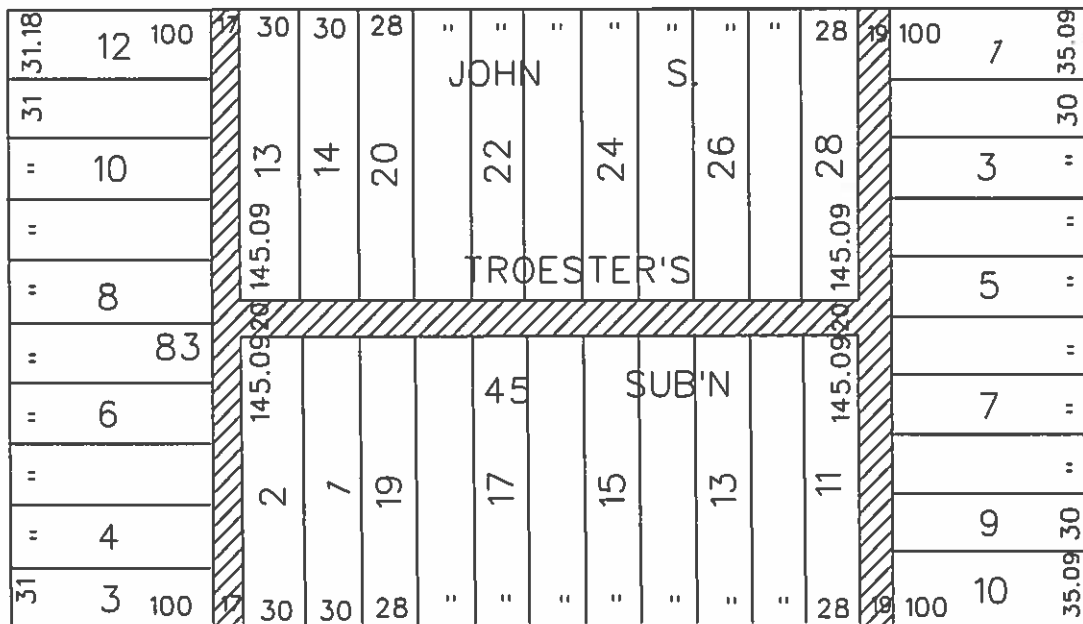 31.18 12 100 17 30 30 28 " " " " " " " 28 19 100 1 35.09
JOHN S.
31 30
" 10 13 14 20 22 24 26 28 3 "
" "
145.09 145.09
TROESTER'S
" 8 5 "
20 20
" 83 "
145.09 145.09
45 SUB'N
" 6 7 "
" 2 1 19 17 15 13 11 "
" 4 9 30
31 3 100 17 30 30 28 " " " " " " " 28 19 100 10 35.09